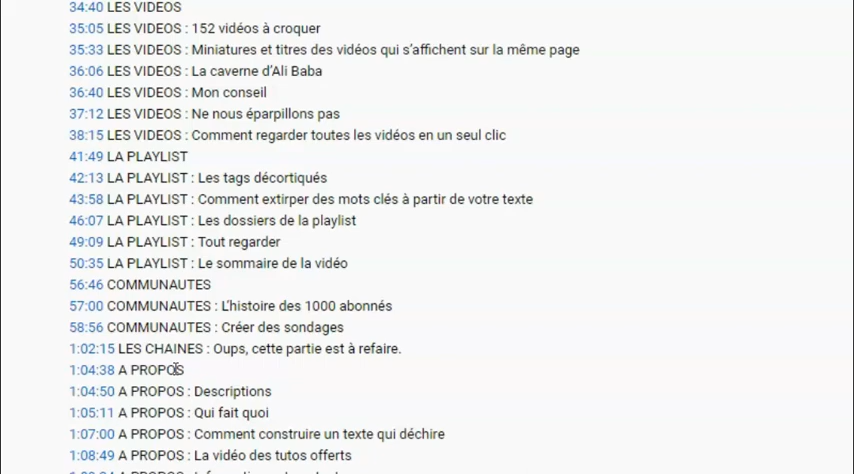 34:40 LES VIDEOS
35:05 LES VIDEOS : 152 vidéos à croquer
35:33 LES VIDEOS : Miniatures et titres des vidéos qui s'affichent sur la même page
36:06 LES VIDEOS : La caverne d'Ali Baba
36:40 LES VIDEOS : Mon conseil
37:12 LES VIDEOS : Ne nous éparpillons pas
38:15 LES VIDEOS : Comment regarder toutes les vidéos en un seul clic
41:49 LA PLAYLIST
42:13 LA PLAYLIST : Les tags décortiqués
43:58 LA PLAYLIST : Comment extirper des mots clés à partir de votre texte
46:07 LA PLAYLIST : Les dossiers de la playlist
49:09 LA PLAYLIST : Tout regarder
50:35 LA PLAYLIST : Le sommaire de la vidéo
56:46 COMMUNAUTES
57:00 COMMUNAUTES : L'histoire des 1000 abonnés
58:56 COMMUNAUTES : Créer des sondages
1:02:15 LES CHAINES : Oups, cette partie est à refaire.
1:04:38 A PROPOS
1:04:50 A PROPOS : Descriptions
1:05:11 A PROPOS : Qui fait quoi
1:07:00 A PROPOS : Comment construire un texte qui déchire
1:08:49 A PROPOS : La vidéo des tutos offerts